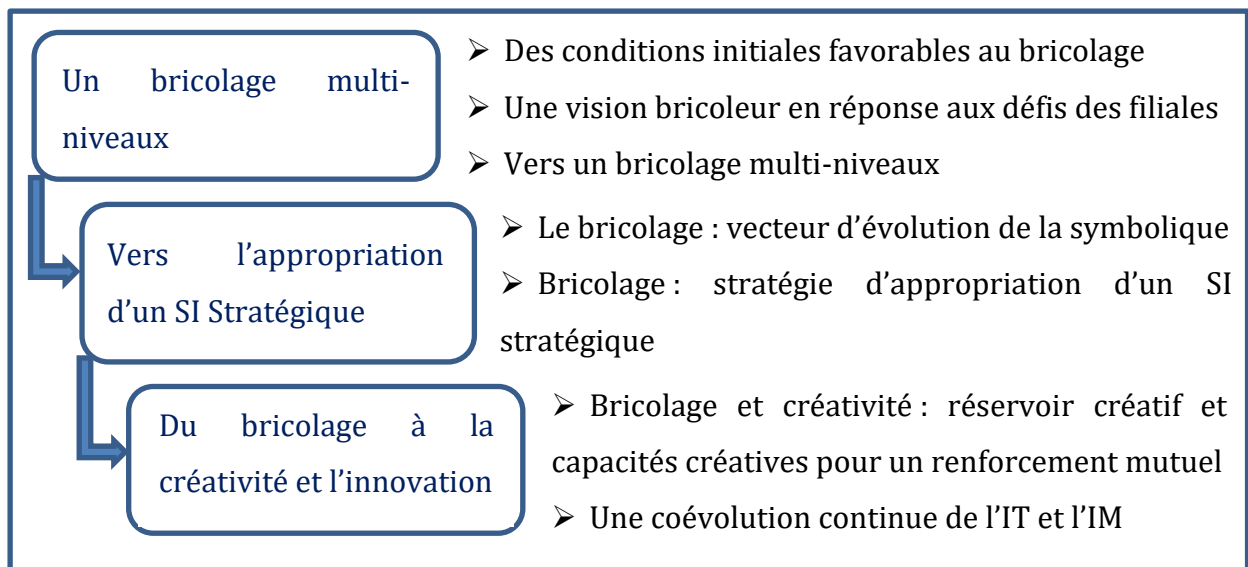 Un bricolage multi-
niveaux
➢ Des conditions initiales favorables au bricolage
➢ Une vision bricoleur en réponse aux défis des filiales
➢ Vers un bricolage multi-niveaux
Vers l’appropriation
d’un SI Stratégique
➢ Le bricolage : vecteur d’évolution de la symbolique
➢ Bricolage : stratégie d’appropriation d’un SI
stratégique
Du bricolage à la
créativité et l’innovation
➢ Bricolage et créativité : réservoir créatif et
capacités créatives pour un renforcement mutuel
➢ Une coévolution continue de l’IT et l’IM